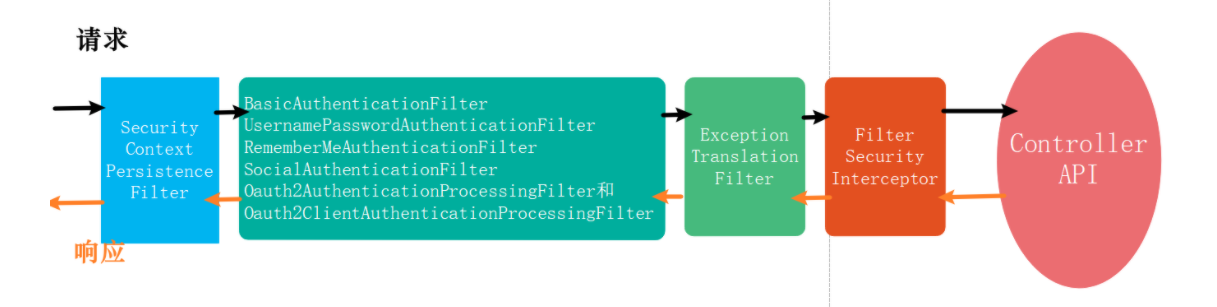 请求
Security
Context
Persistence
Filter
BasicAuthenticationFilter
UsernamePasswordAuthenticationFilter
RememberMeAuthenticationFilter
SocialAuthenticationFilter
Oauth2AuthenticationProcessingFilter和
Oauth2ClientAuthenticationProcessingFilter
Exception
Translation
Filter
Filter
Security
Interceptor
Controller
API
响应